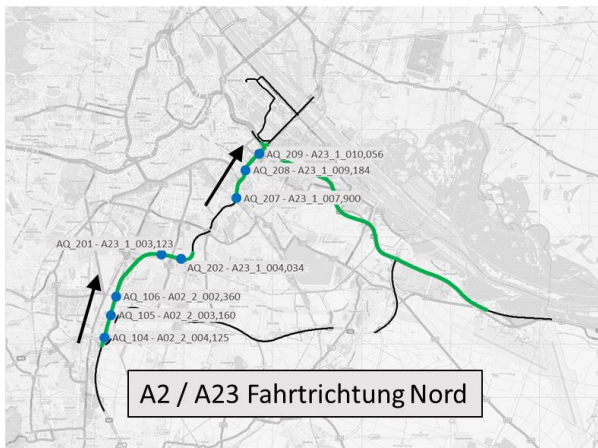 AQ_209 - A23_1_010,056
AQ_208 - A23_1_009,184
AQ_207 - A23_1_007,900
AQ_201 - A23_1_003,123
AQ_202 - A23_1_004,034
AQ_106 - A02_2_002,360
AQ_105 - A02_2_003,160
AQ_104 - A02_2_004,125
A2 / A23 Fahrtrichtung Nord